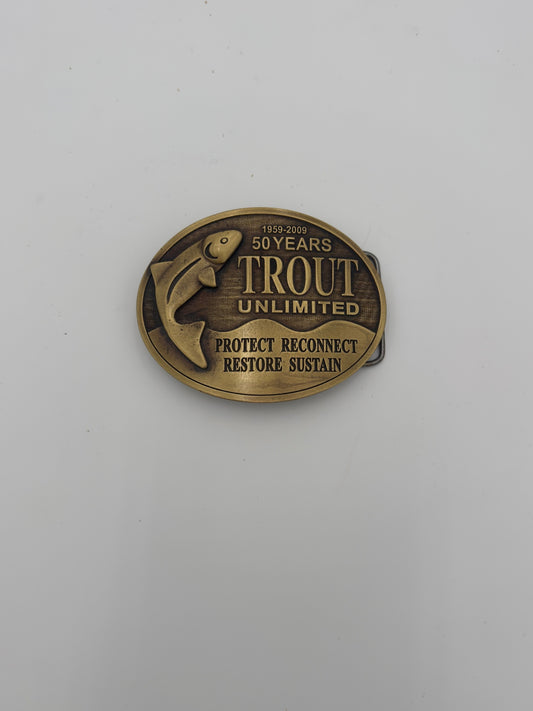 1959-2009
50 YEARS
TROUT
UNLIMITED
PROTECT RECONNECT
RESTORE SUSTAIN